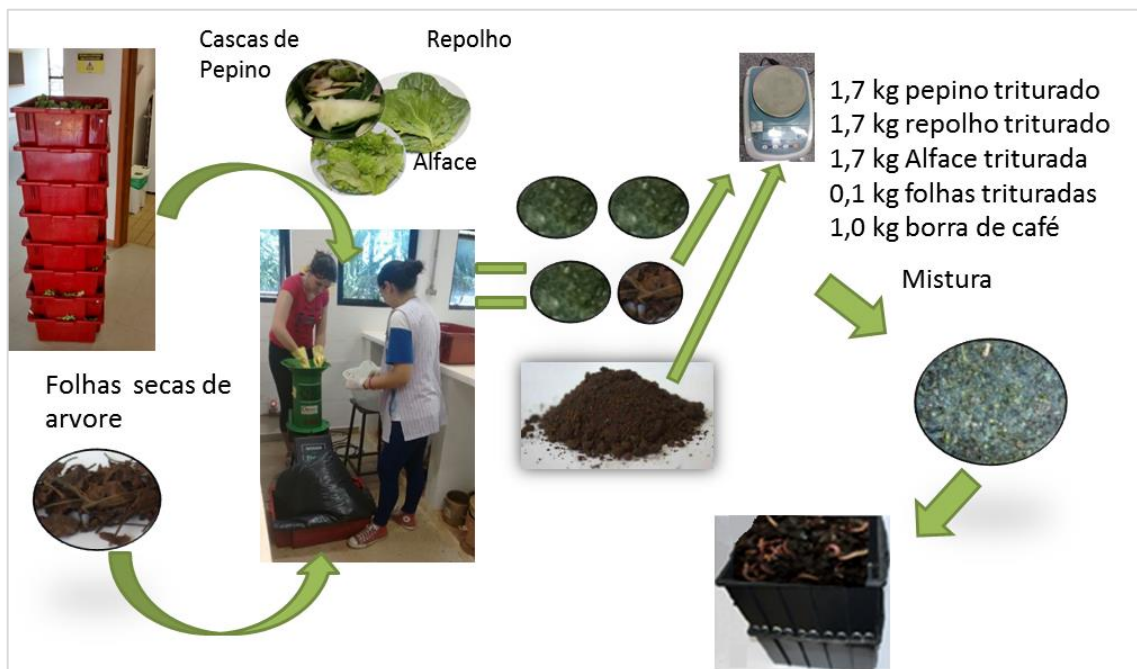 Cascas de
Pepino
Repolho
Alface
1,7 kg pepino triturado
1,7 kg repolho triturado
1,7 kg Alface triturada
0,1 kg folhas trituradas
1,0 kg borra de café
Mistura
Folhas secas de
arvore